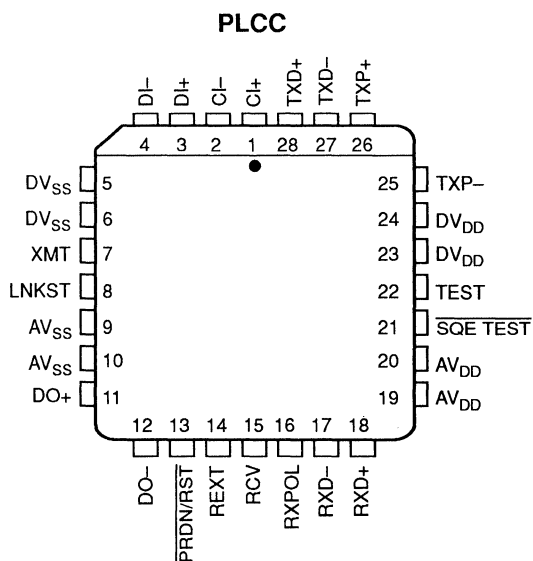 PLCC
DI– DI+ CI– CI+ TXD+ TXD– TXP+
4 3 2 1 28 27 26
DVSS 5 25 TXP–
DVSS 6 24 DVDD
XMT 7 23 DVDD
LNKST 8 22 TEST
AVSS 9 21 SQE TEST
AVSS 10 20 AVDD
DO+ 11 19 AVDD
12 13 14 15 16 17 18
DO– PRDN/RST REXT RCV RXPOL RXD– RXD+